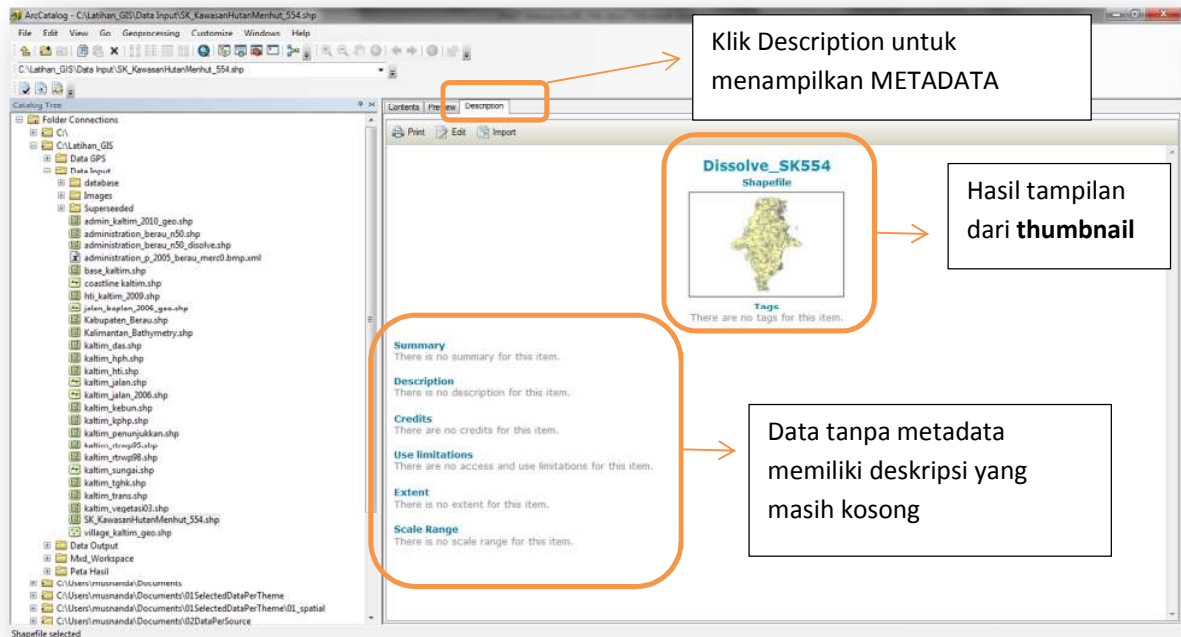 ArcCatalog - C:\Latihan_GIS\Data Input\SK_KawasanHutanMenhut_554.shp
File Edit View Go Geoprocessing Customize Windows Help
C:\Latihan_GIS\Data Input\SK_KawasanHutanMenhut_554.shp
Klik Description untuk
menampilkan METADATA
Catalog Tree
Folder Connections
C:\
C:\Latihan_GIS
Data GPS
Data Input
database
Images
Superseeded
admin_kaltim_2010_geo.shp
administration_berau_n50.shp
administration_berau_n50_disolve.shp
administration_p_2005_berau_merc0.bmp.xml
base_kaltim.shp
coastline kaltim.shp
hti_kaltim_2009.shp
jalan_baplan_2006_geo.shp
Kabupaten_Berau.shp
Kalimantan_Bathymetry.shp
kaltim_das.shp
kaltim_hph.shp
kaltim_hti.shp
kaltim_jalan.shp
kaltim_jalan_2006.shp
kaltim_kebun.shp
kaltim_kphp.shp
kaltim_penunjukkan.shp
kaltim_rtrwp95.shp
kaltim_rtrwp98.shp
kaltim_sungai.shp
kaltim_tghk.shp
kaltim_trans.shp
kaltim_vegetasi03.shp
SK_KawasanHutanMenhut_554.shp
village_kaltim_geo.shp
Data Output
Mxd_Workspace
Peta Hasil
C:\Users\musnanda\Documents
C:\Users\musnanda\Documents\01SelectedDataPerTheme
C:\Users\musnanda\Documents\01SelectedDataPerTheme\01_spatial
C:\Users\musnanda\Documents\02DataPerSource
Shapefile selected
Contents Preview Description
Print Edit Import
Dissolve_SK554
Shapefile
Tags
There are no tags for this item.
Hasil tampilan
dari thumbnail
Summary
There is no summary for this item.
Description
There is no description for this item.
Credits
There are no credits for this item.
Use limitations
There are no access and use limitations for this item.
Extent
There is no extent for this item.
Scale Range
There is no scale range for this item.
Data tanpa metadata
memiliki deskripsi yang
masih kosong